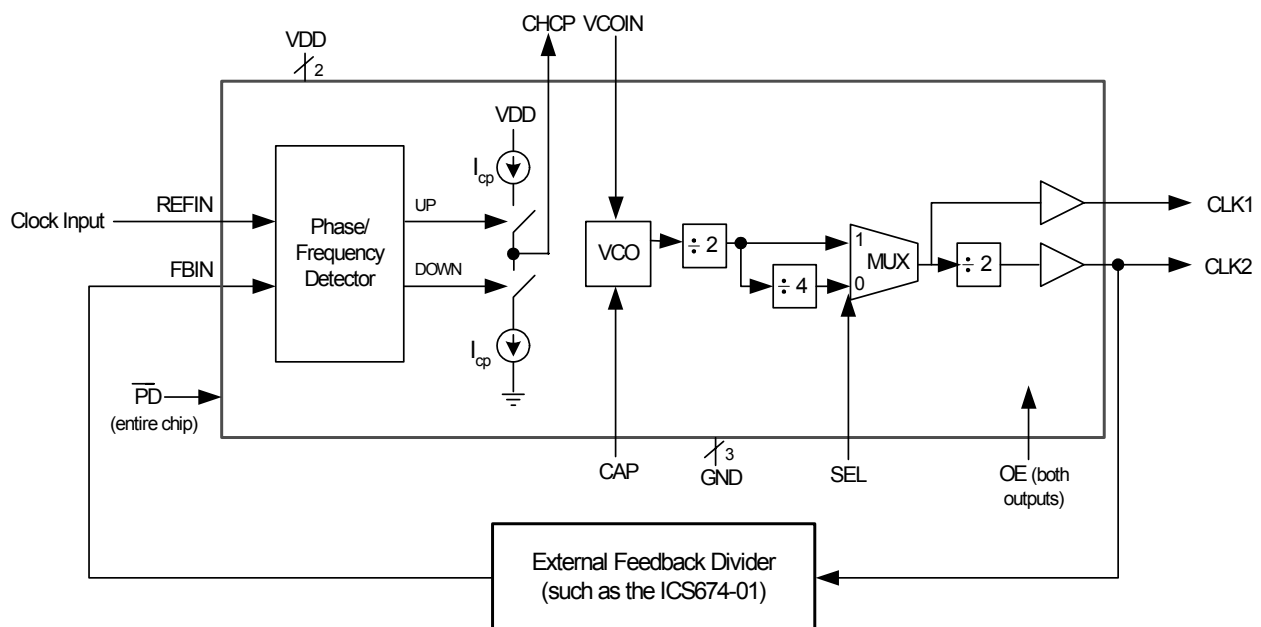 CHCP VCOIN
VDD
2
VDD
Icp
REFIN
UP
Clock Input
Phase/
Frequency
Detector
CLK1
FBIN
DOWN
VCO
÷ 2
1
MUX
0
÷ 4
÷ 2
CLK2
Icp
PD
(entire chip)
CAP
3
GND
SEL
OE (both
outputs)
External Feedback Divider
(such as the ICS674-01)